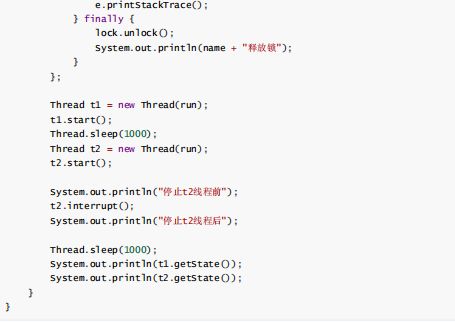 e.printStackTrace();
} finally {
lock.unlock();
System.out.println(name + "释放锁");
}
};
Thread t1 = new Thread(run);
t1.start();
Thread.sleep(1000);
Thread t2 = new Thread(run);
t2.start();
System.out.println("停止t2线程前");
t2.interrupt();
System.out.println("停止t2线程后");
Thread.sleep(1000);
System.out.println(t1.getState());
System.out.println(t2.getState());
}
}